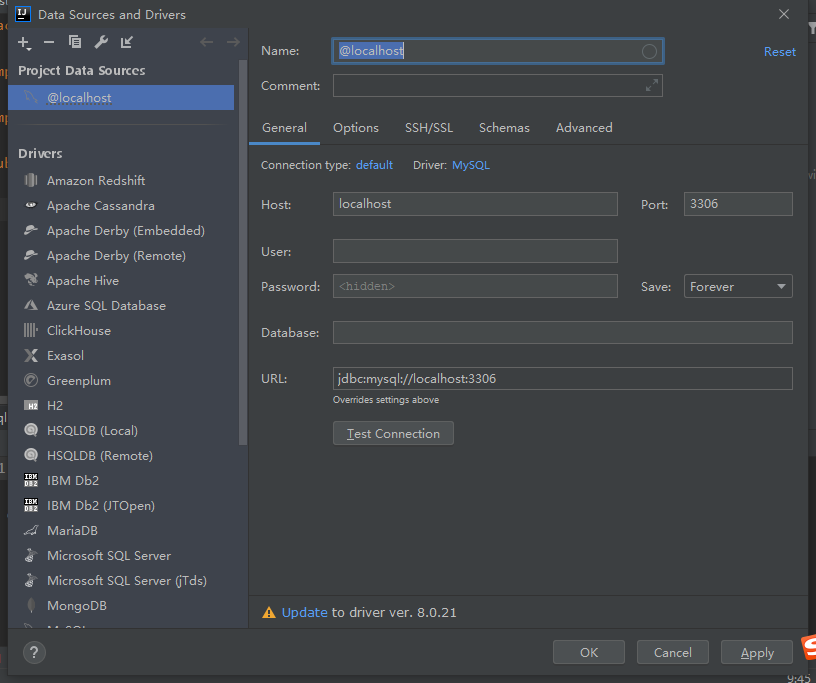 Data Sources and Drivers
Project Data Sources
@localhost
Drivers
Amazon Redshift
Apache Cassandra
Apache Derby (Embedded)
Apache Derby (Remote)
Apache Hive
Azure SQL Database
ClickHouse
Exasol
Greenplum
H2
HSQLDB (Local)
HSQLDB (Remote)
IBM Db2
IBM Db2 (JTOpen)
MariaDB
Microsoft SQL Server
Microsoft SQL Server (jTds)
MongoDB
Name: @localhost
Reset
Comment:
General Options SSH/SSL Schemas Advanced
Connection type: default Driver: MySQL
Host: localhost Port: 3306
User:
Password: <hidden> Save: Forever
Database:
URL: jdbc:mysql://localhost:3306
Overrides settings above
Test Connection
Update to driver ver. 8.0.21
? OK Cancel Apply
9:45